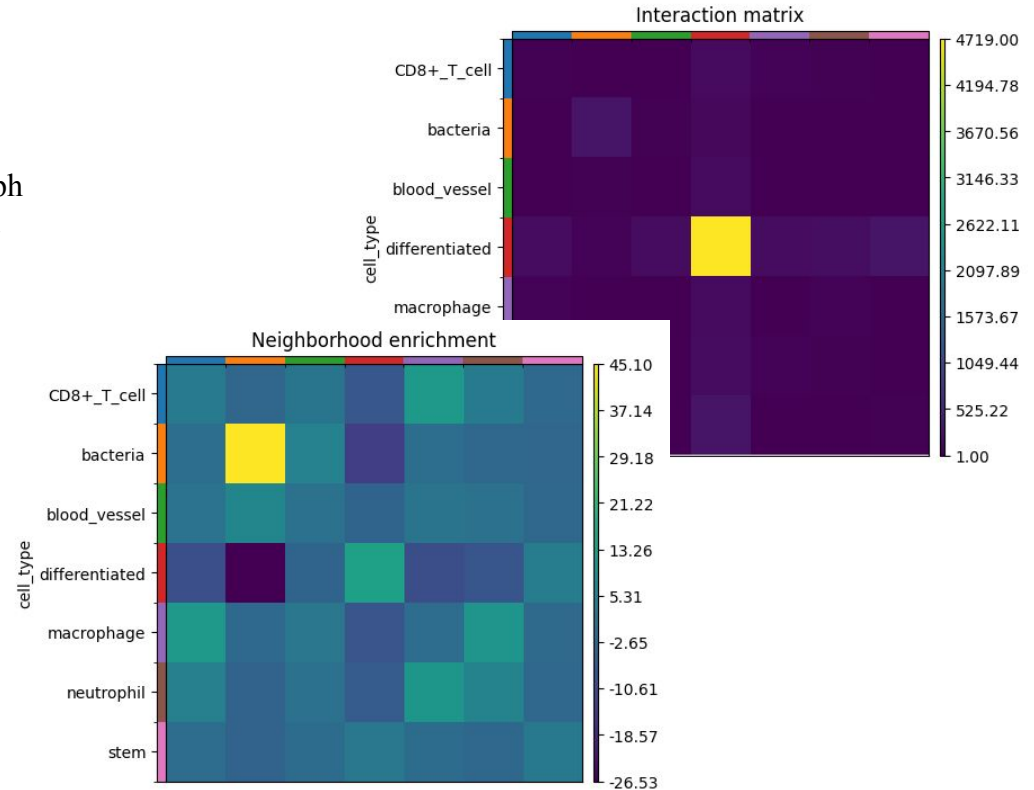 Interaction matrix
CD8+_T_cell
bacteria
blood_vessel
differentiated
macrophage
cell_type
4719.00
4194.78
3670.56
3146.33
2622.11
2097.89
1573.67
1049.44
525.22
1.00
ph
Neighborhood enrichment
CD8+_T_cell
bacteria
blood_vessel
differentiated
macrophage
neutrophil
stem
cell_type
45.10
37.14
29.18
21.22
13.26
5.31
-2.65
-10.61
-18.57
-26.53